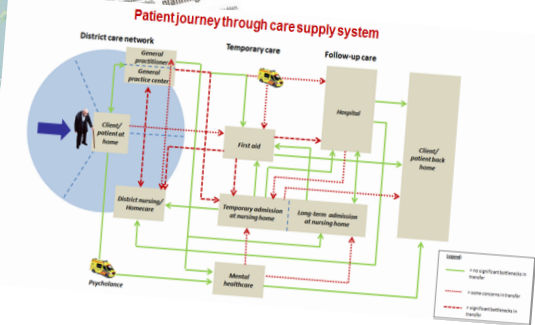 Patient journey through care supply system
District care network
Temporary care
Follow-up care
General
practitioner
General
practice center
Client/
patient at
home
First aid
Hospital
Client/
patient back
home
District nursing/
Homecare
Temporary admission
at nursing home
Long-term admission
at nursing home
Mental
healthcare
Psycholance
Legend:
= no significant bottlenecks in
transfer
= some concerns in transfer
= significant bottlenecks in
transfer